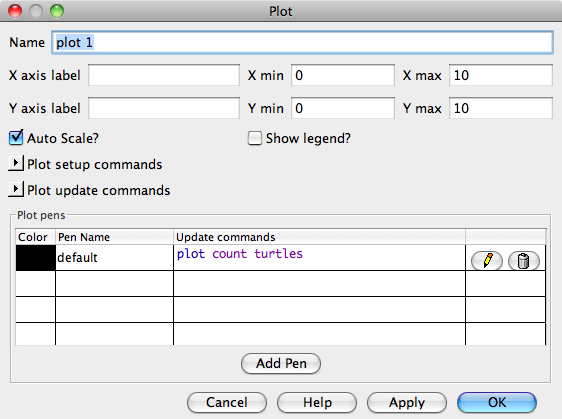 Plot
Name plot 1
X axis label X min 0 X max 10
Y axis label Y min 0 Y max 10
Auto Scale? Show legend?
Plot setup commands
Plot update commands
Plot pens
Color Pen Name Update commands
default plot count turtles
Add Pen
Cancel Help Apply OK